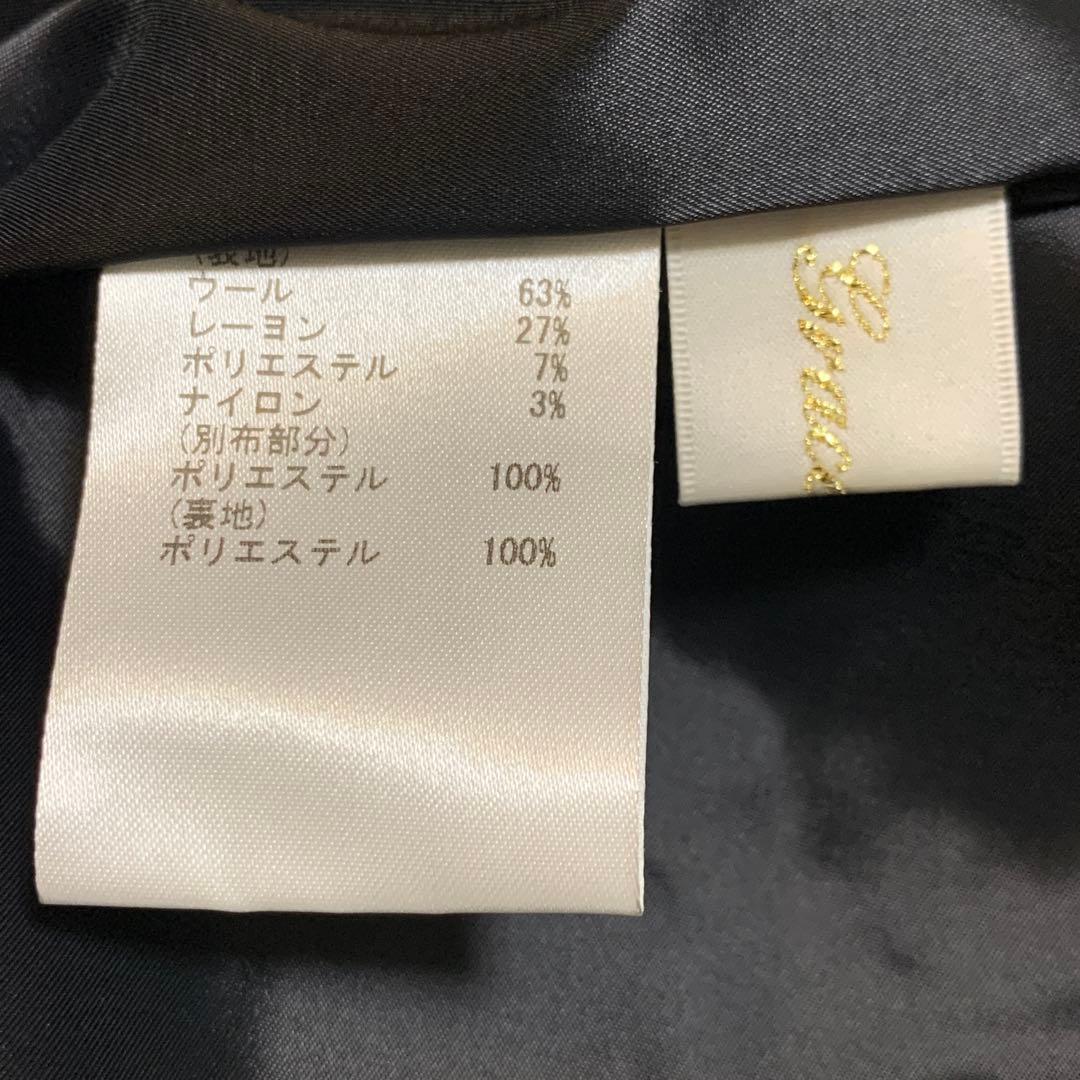 (表地)
ウール 63%
レーヨン 27%
ポリエステル 7%
ナイロン 3%
(別布部分)
ポリエステル 100%
(裏地)
ポリエステル 100%